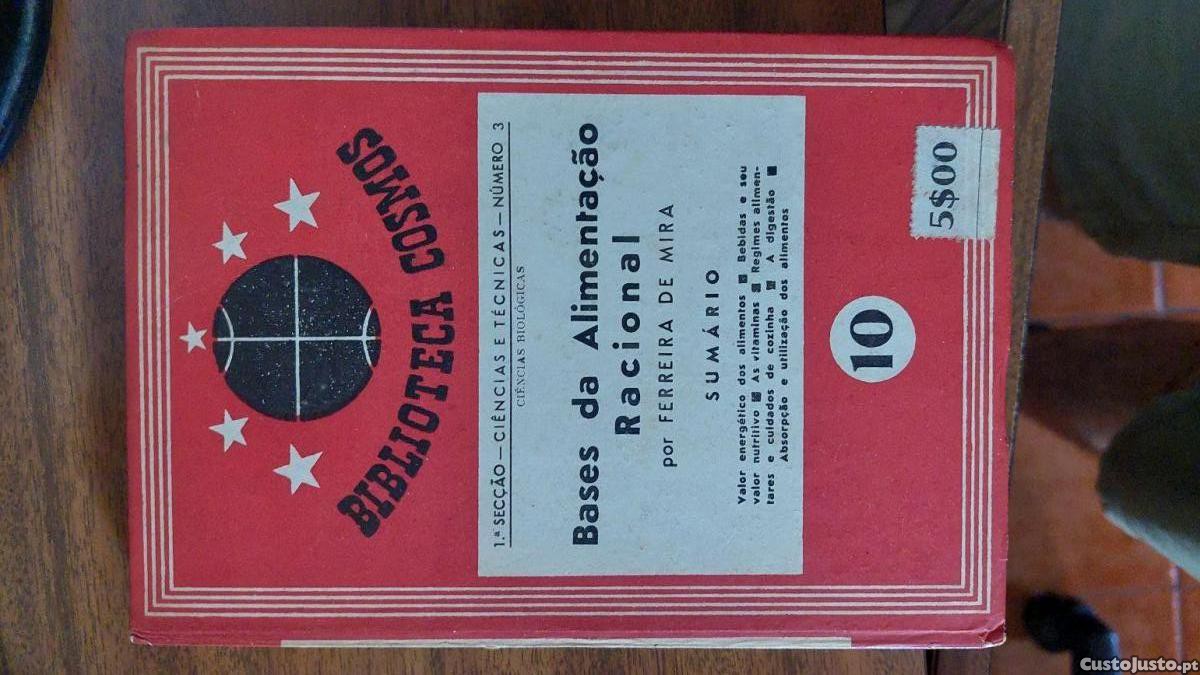 BIBLIOTECA COSMOS
1.ª SECÇÃO — CIÊNCIAS E TÉCNICAS — NÚMERO 3
CIÊNCIAS BIOLÓGICAS
Bases da Alimentação
Racional
por FERREIRA DE MIRA
SUMÁRIO
Valor energético dos alimentos ■ Bebidas e seu
valor nutritivo ■ As vitaminas ■ Regimes alimen-
tares e cuidados de cozinha ■ A digestão ■
Absorpção e utilização dos alimentos
10
5$00
CustoJusto.pt